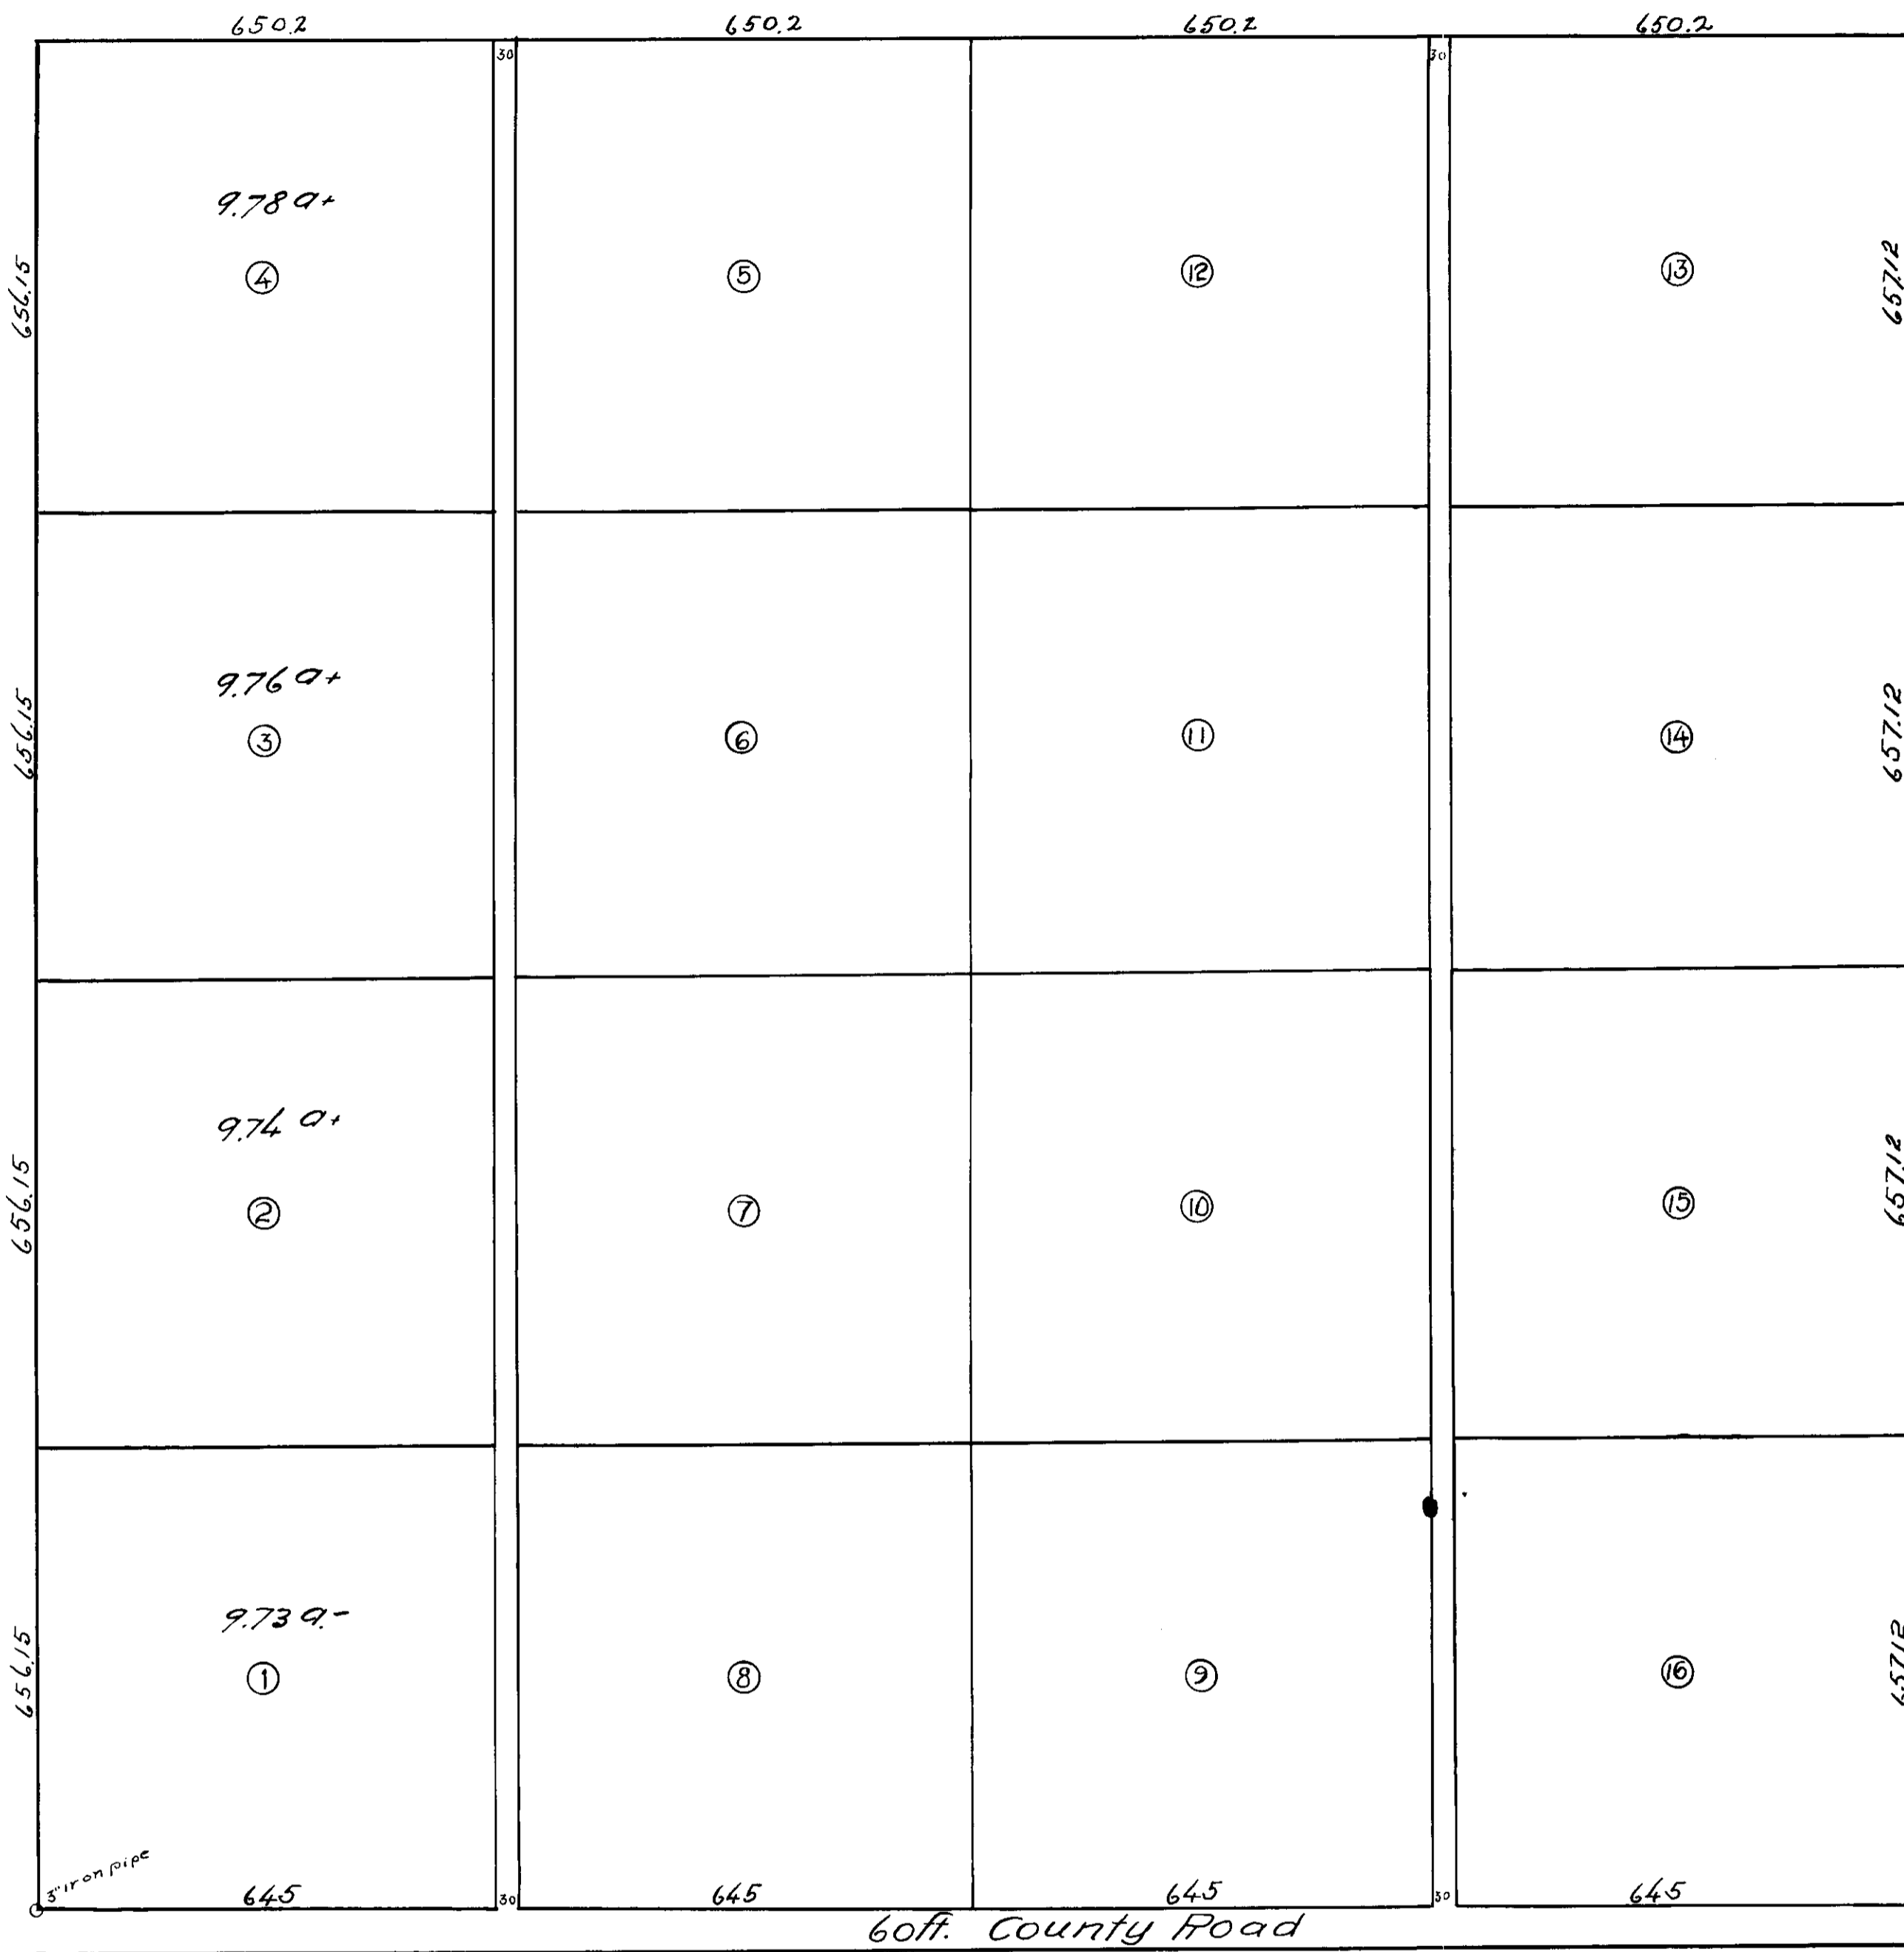 650.2 650.2 650.2 650.2
30 30
9.78 a+
656.15 4 5 12 13 657.12
9.76 a+
656.15 3 6 11 14 657.12
9.74 a+
656.15 2 7 10 15 657.12
9.73 a.-
656.15 1 8 9 16 657.12
3" iron pipe
645 30 645 645 30 645
60ft. County Road